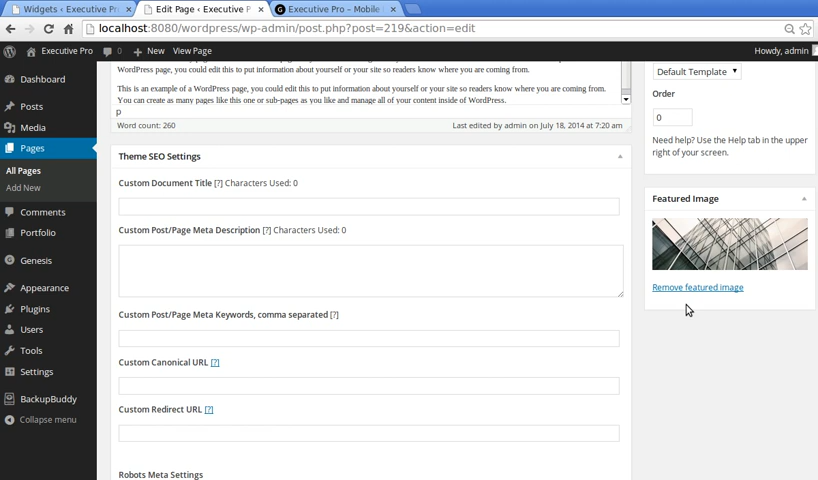 Widgets ‹ Executive Pr
Edit Page ‹ Executive P
Executive Pro – Mobile
localhost:8080/wordpress/wp-admin/post.php?post=219&action=edit
Executive Pro
0
New
View Page
Howdy, admin
Dashboard
Posts
Media
Pages
All Pages
Add New
Comments
Portfolio
Genesis
Appearance
Plugins
Users
Tools
Settings
BackupBuddy
Collapse menu
WordPress page, you could edit this to put information about yourself or your site so readers know where you are coming from.
This is an example of a WordPress page, you could edit this to put information about yourself or your site so readers know where you are coming from.
You can create as many pages like this one or sub-pages as you like and manage all of your content inside of WordPress.
p
Word count: 260
Last edited by admin on July 18, 2014 at 7:20 am
Theme SEO Settings
Custom Document Title [?] Characters Used: 0
Custom Post/Page Meta Description [?] Characters Used: 0
Custom Post/Page Meta Keywords, comma separated [?]
Custom Canonical URL [?]
Custom Redirect URL [?]
Robots Meta Settings
Default Template
Order
0
Need help? Use the Help tab in the upper
right of your screen.
Featured Image
Remove featured image